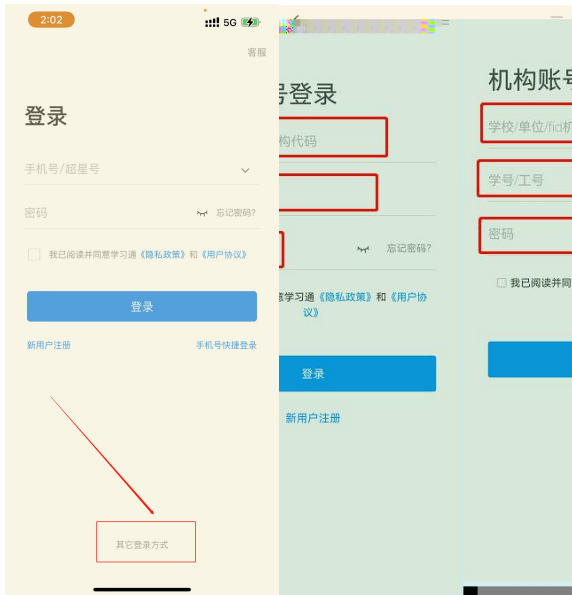 2:02
5G
客服
登录
手机号/超星号
密码
忘记密码?
我已阅读并同意学习通《隐私政策》和《用户协议》
登录
新用户注册
手机号快捷登录
其它登录方式
号登录
构代码
忘记密码?
意学习通《隐私政策》和《用户协
议》
登录
新用户注册
机构账号
学校/单位/fid机
学号/工号
密码
我已阅读并同